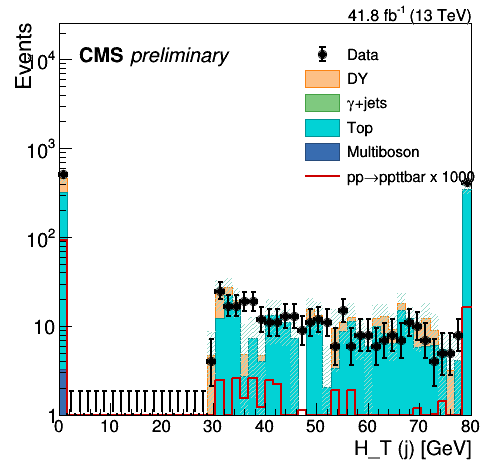 41.8 fb⁻¹ (13 TeV)
Events
CMS preliminary
Data
DY
γ+jets
Top
Multiboson
pp→ppttbar x 1000
10⁴
10³
10²
10
1
0 10 20 30 40 50 60 70 80
H_T (j) [GeV]